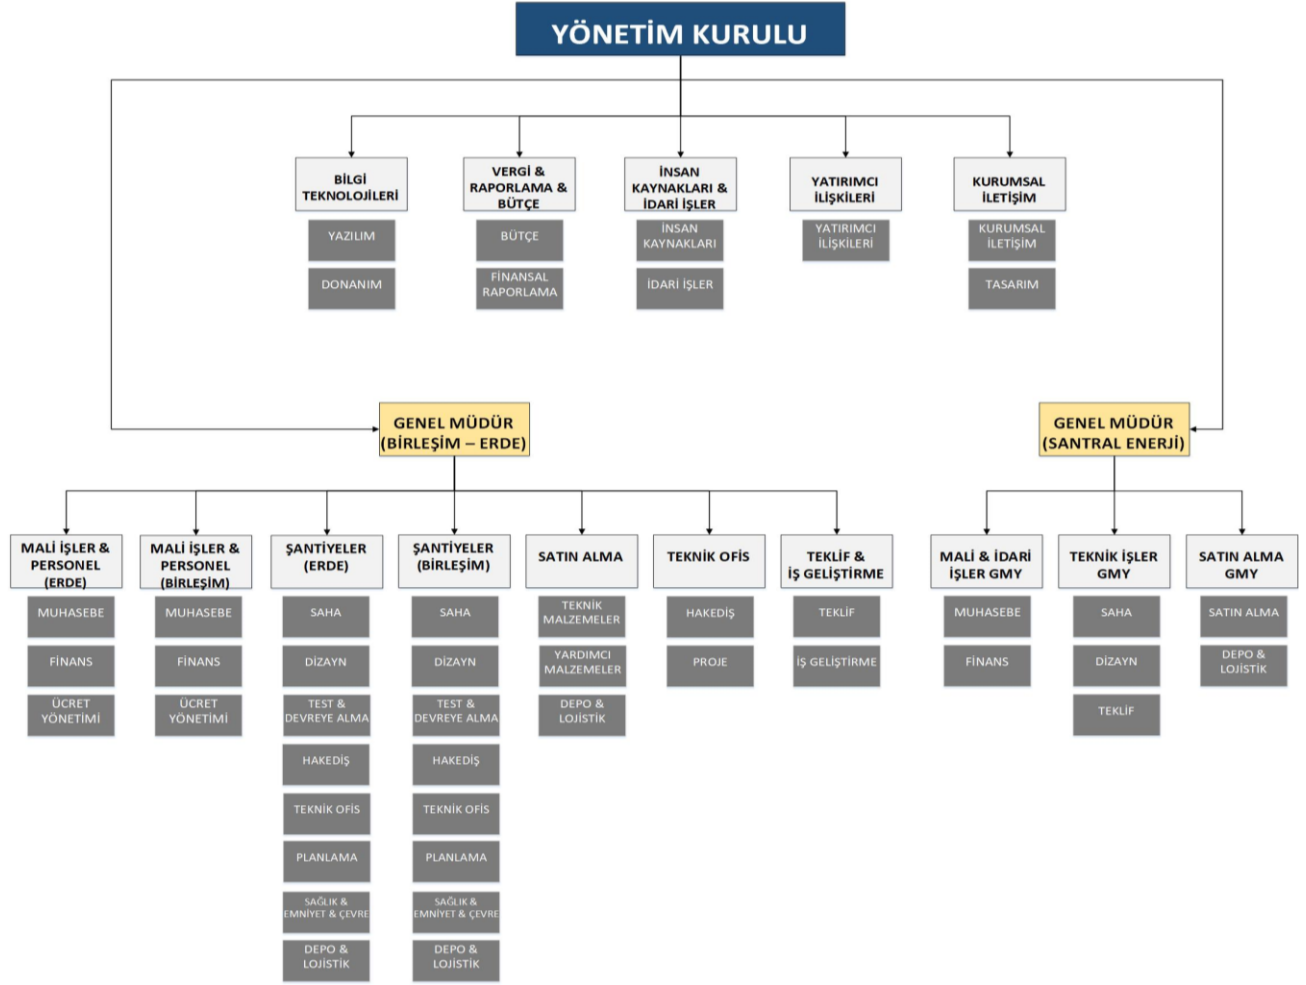 YÖNETİM KURULU
BİLGİ
TEKNOLOJİLERİ
YAZILIM
DONANIM
VERGİ &
RAPORLAMA &
BÜTÇE
BÜTÇE
FİNANSAL
RAPORLAMA
İNSAN
KAYNAKLARI &
İDARİ İŞLER
İNSAN
KAYNAKLARI
İDARİ İŞLER
YATIRIMCI
İLİŞKİLERİ
YATIRIMCI
İLİŞKİLERİ
KURUMSAL
İLETİŞİM
KURUMSAL
İLETİŞİM
TASARIM
GENEL MÜDÜR
(BİRLEŞİM – ERDE)
MALİ İŞLER &
PERSONEL
(ERDE)
MUHASEBE
FİNANS
ÜCRET
YÖNETİMİ
MALİ İŞLER &
PERSONEL
(BİRLEŞİM)
MUHASEBE
FİNANS
ÜCRET
YÖNETİMİ
ŞANTİYELER
(ERDE)
SAHA
DİZAYN
TEST &
DEVREYE ALMA
HAKEDİŞ
TEKNİK OFİS
PLANLAMA
SAĞLIK &
EMNİYET & ÇEVRE
DEPO &
LOJİSTİK
ŞANTİYELER
(BİRLEŞİM)
SAHA
DİZAYN
TEST &
DEVREYE ALMA
HAKEDİŞ
TEKNİK OFİS
PLANLAMA
SAĞLIK &
EMNİYET & ÇEVRE
DEPO &
LOJİSTİK
SATIN ALMA
TEKNİK
MALZEMELER
YARDIMCI
MALZEMELER
DEPO &
LOJİSTİK
TEKNİK OFİS
HAKEDİŞ
PROJE
TEKLİF &
İŞ GELİŞTİRME
TEKLİF
İŞ GELİŞTİRME
GENEL MÜDÜR
(SANTRAL ENERJİ)
MALİ & İDARİ
İŞLER GMY
MUHASEBE
FİNANS
TEKNİK İŞLER
GMY
SAHA
DİZAYN
TEKLİF
SATIN ALMA
GMY
SATIN ALMA
DEPO &
LOJİSTİK